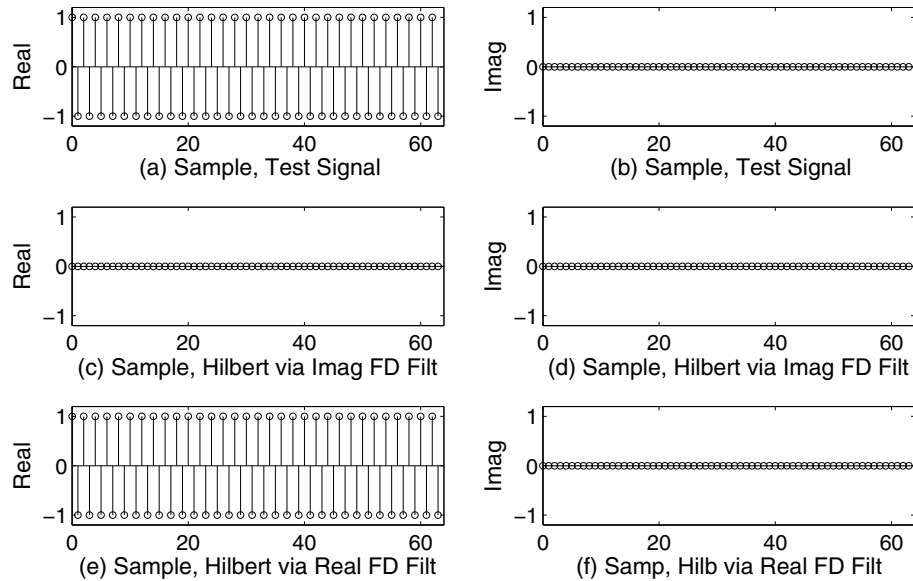 1
0
−1
Real
0 20 40 60
(a) Sample, Test Signal
1
0
−1
Imag
0 20 40 60
(b) Sample, Test Signal
1
0
−1
Real
0 20 40 60
(c) Sample, Hilbert via Imag FD Filt
1
0
−1
Imag
0 20 40 60
(d) Sample, Hilbert via Imag FD Filt
1
0
−1
Real
0 20 40 60
(e) Sample, Hilbert via Real FD Filt
1
0
−1
Imag
0 20 40 60
(f) Samp, Hilb via Real FD Filt